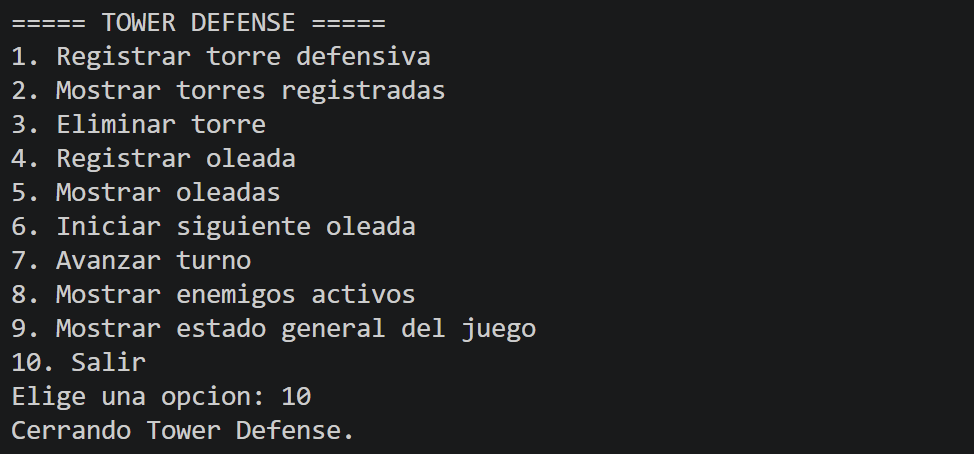 ===== TOWER DEFENSE =====
1. Registrar torre defensiva
2. Mostrar torres registradas
3. Eliminar torre
4. Registrar oleada
5. Mostrar oleadas
6. Iniciar siguiente oleada
7. Avanzar turno
8. Mostrar enemigos activos
9. Mostrar estado general del juego
10. Salir
Elige una opcion: 10
Cerrando Tower Defense.